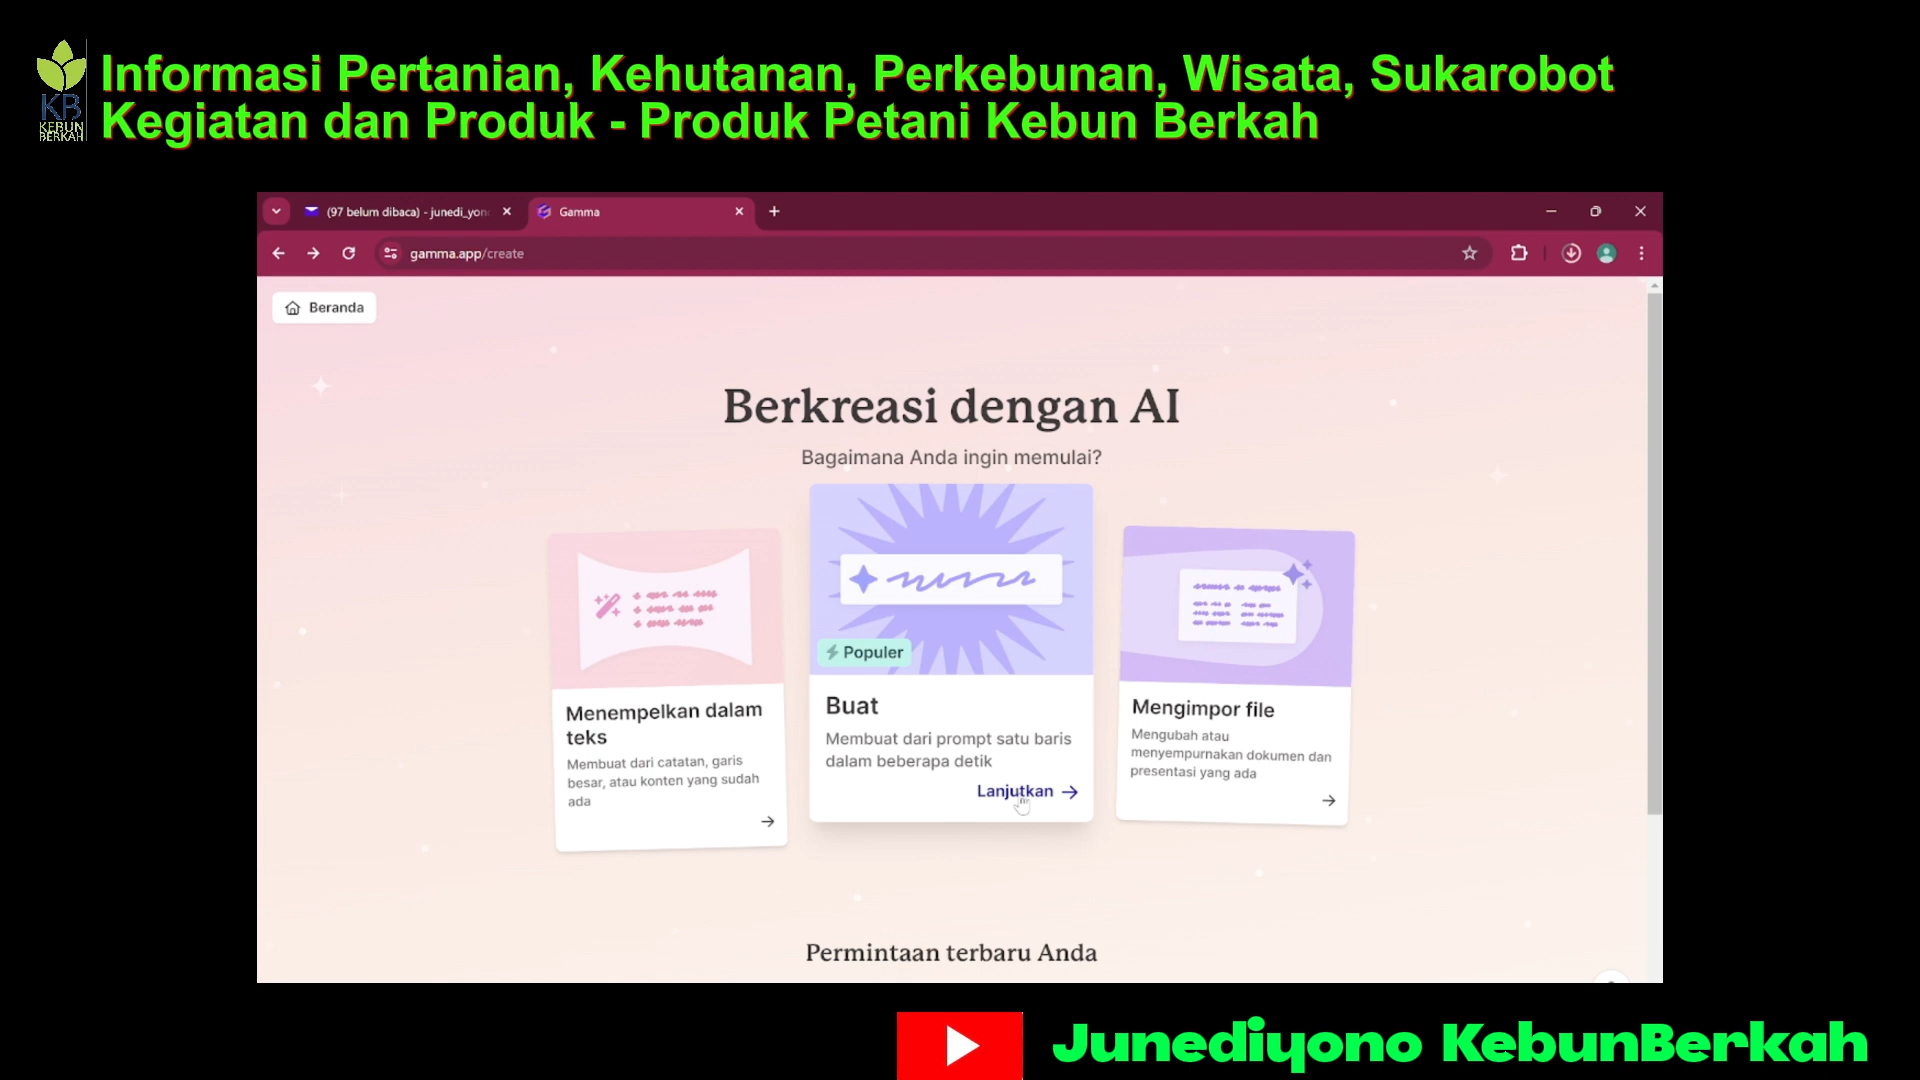 KB
KEBUN
BERKAH
Informasi Pertanian, Kehutanan, Perkebunan, Wisata, Sukarobot
Kegiatan dan Produk - Produk Petani Kebun Berkah
(97 belum dibaca) - junedi_yon
Gamma
gamma.app/create
Beranda
Berkreasi dengan AI
Bagaimana Anda ingin memulai?
Menempelkan dalam
teks
Membuat dari catatan, garis
besar, atau konten yang sudah
ada
Populer
Buat
Membuat dari prompt satu baris
dalam beberapa detik
Lanjutkan
Mengimpor file
Mengubah atau
menyempurnakan dokumen dan
presentasi yang ada
Permintaan terbaru Anda
Junediyono KebunBerkah